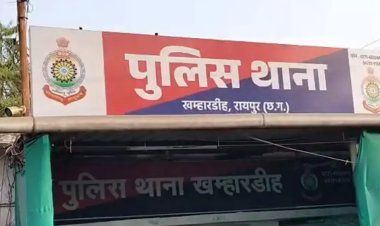 पुलिस थाना
खम्हारडीह, रायपुर (छ.ग.)
पुलिस थाना खम्हारडीह